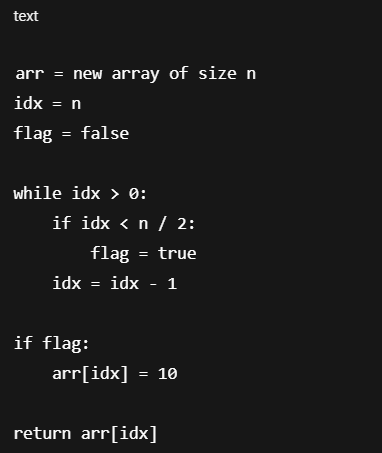 text
arr = new array of size n
idx = n
flag = false
while idx > 0:
    if idx < n / 2:
        flag = true
    idx = idx - 1
if flag:
    arr[idx] = 10
return arr[idx]